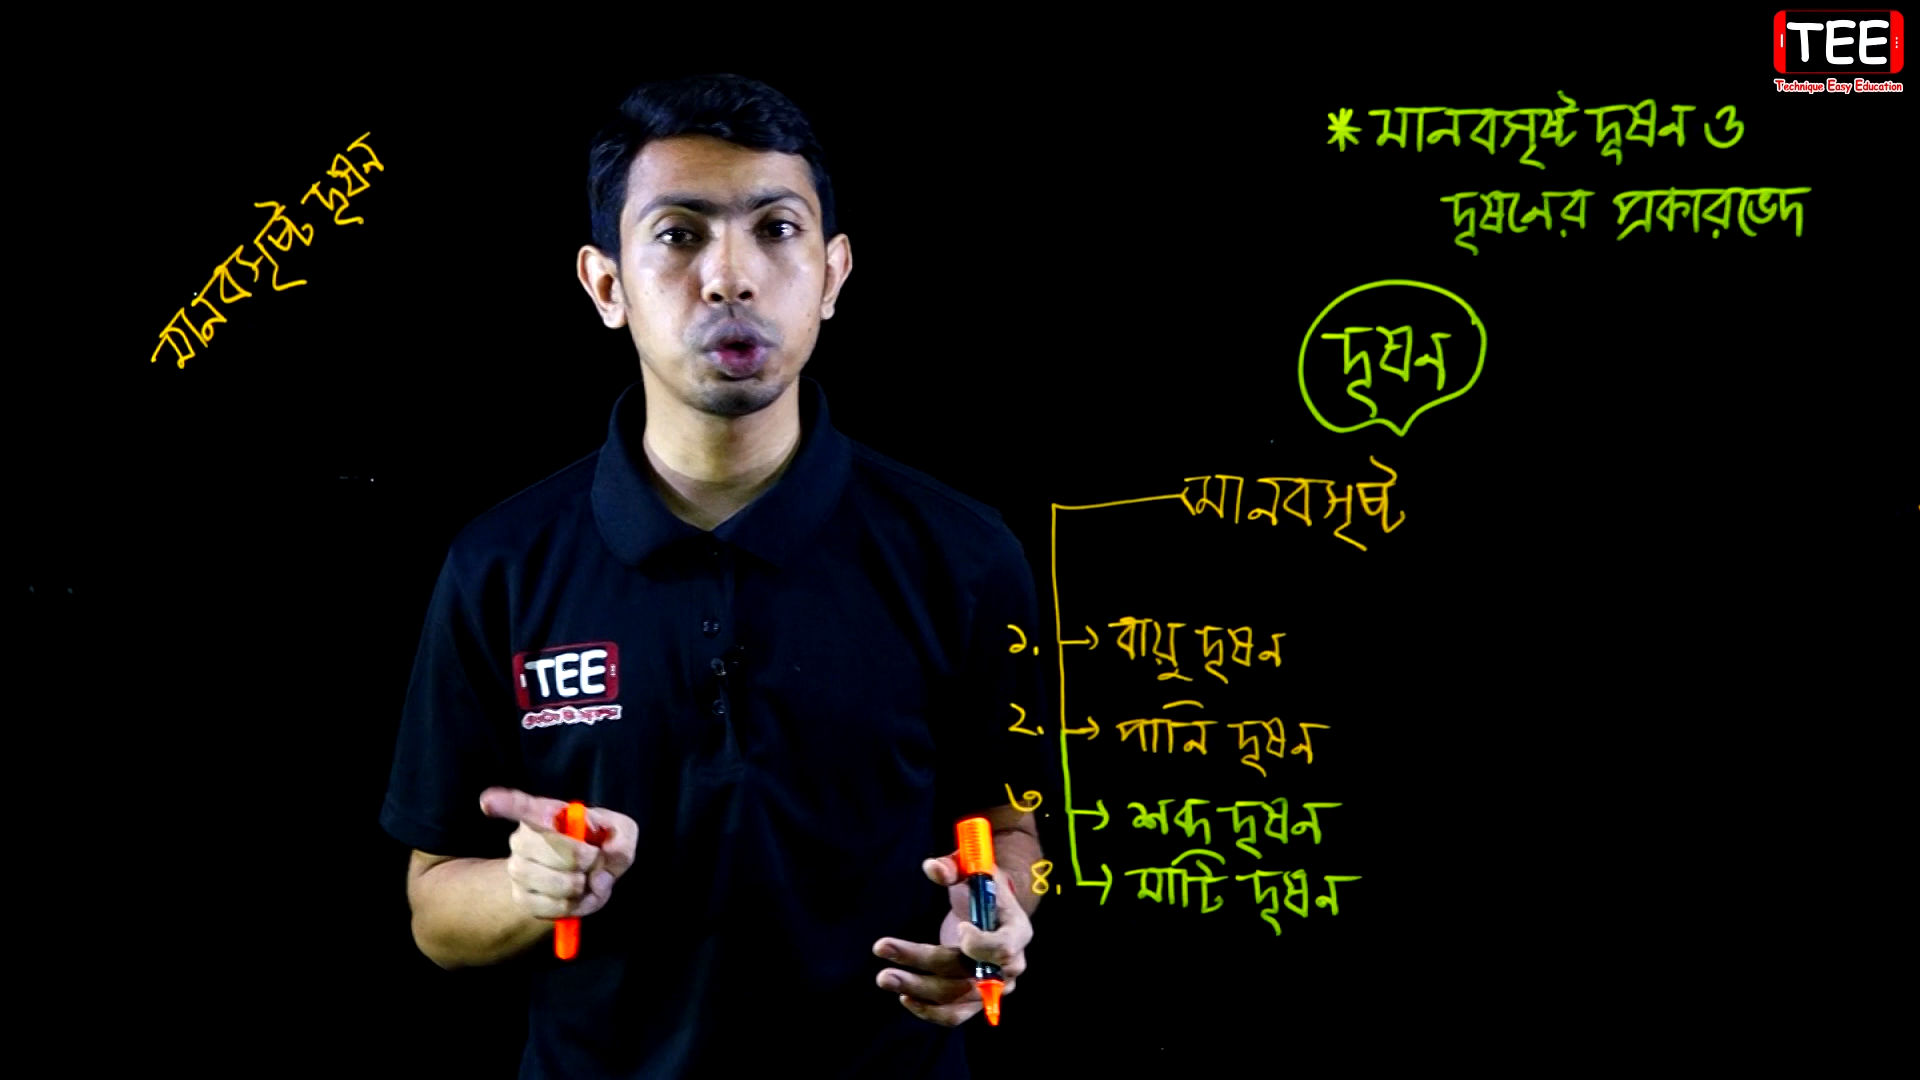 TEE
Technique Easy Education
* মানবসৃষ্ট দূষন ও
দূষনের প্রকারভেদ
মানবসৃষ্ট দূষন
দূষন
মানবসৃষ্ট
১. → বায়ু দূষন
২. → পানি দূষন
৩. → শব্দ দূষন
৪. → মাটি দূষন
TEE